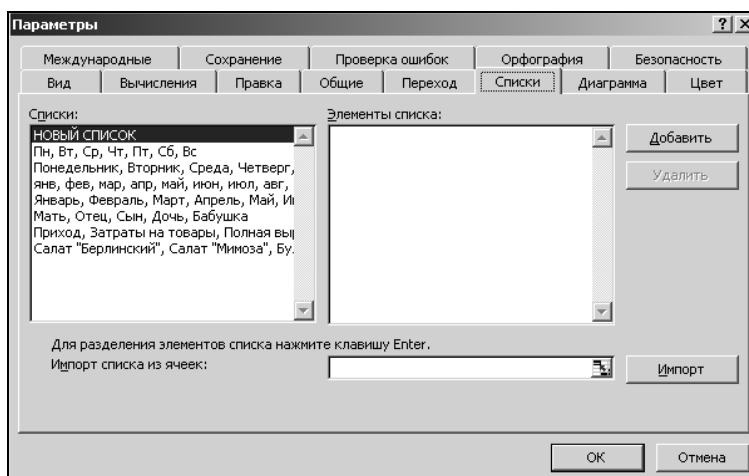 Параметры
Международные Сохранение Проверка ошибок Орфография Безопасность
Вид Вычисления Правка Общие Переход Списки Диаграмма Цвет
Списки:
Элементы списка:
НОВЫЙ СПИСОК
Пн, Вт, Ср, Чт, Пт, Сб, Вс
Понедельник, Вторник, Среда, Четверг,
янв, фев, мар, апр, май, июн, июл, авг,
Январь, Февраль, Март, Апрель, Май,
Мать, Отец, Сын, Дочь, Бабушка
Приход, Затраты на товары, Полная
Салат "Берлинский", Салат "Мимоза", Бу.
Добавить
Удалить
Для разделения элементов списка нажмите клавишу Enter.
Импорт списка из ячеек:
Импорт
ОК Отмена